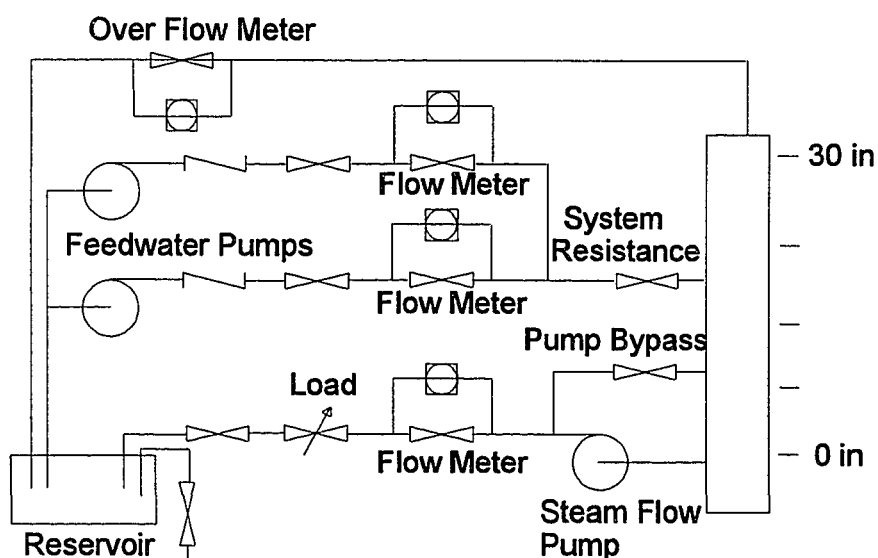 Over Flow Meter
30 in
Flow Meter
System
Resistance
Feedwater Pumps
Flow Meter
Pump Bypass
Load
Flow Meter
0 in
Steam Flow
Pump
Reservoir